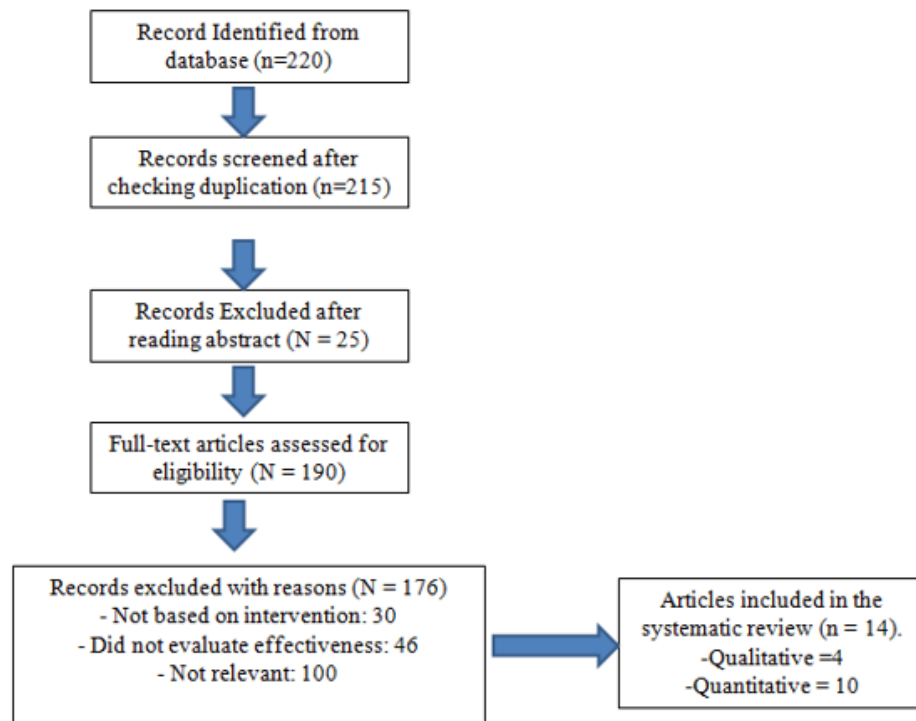 Record Identified from
database (n=220)
Records screened after
checking duplication (n=215)
Records Excluded after
reading abstract (N = 25)
Full-text articles assessed for
eligibility (N = 190)
Records excluded with reasons (N = 176)
- Not based on intervention: 30
- Did not evaluate effectiveness: 46
- Not relevant: 100
Articles included in the
systematic review (n = 14).
-Qualitative =4
-Quantitative = 10